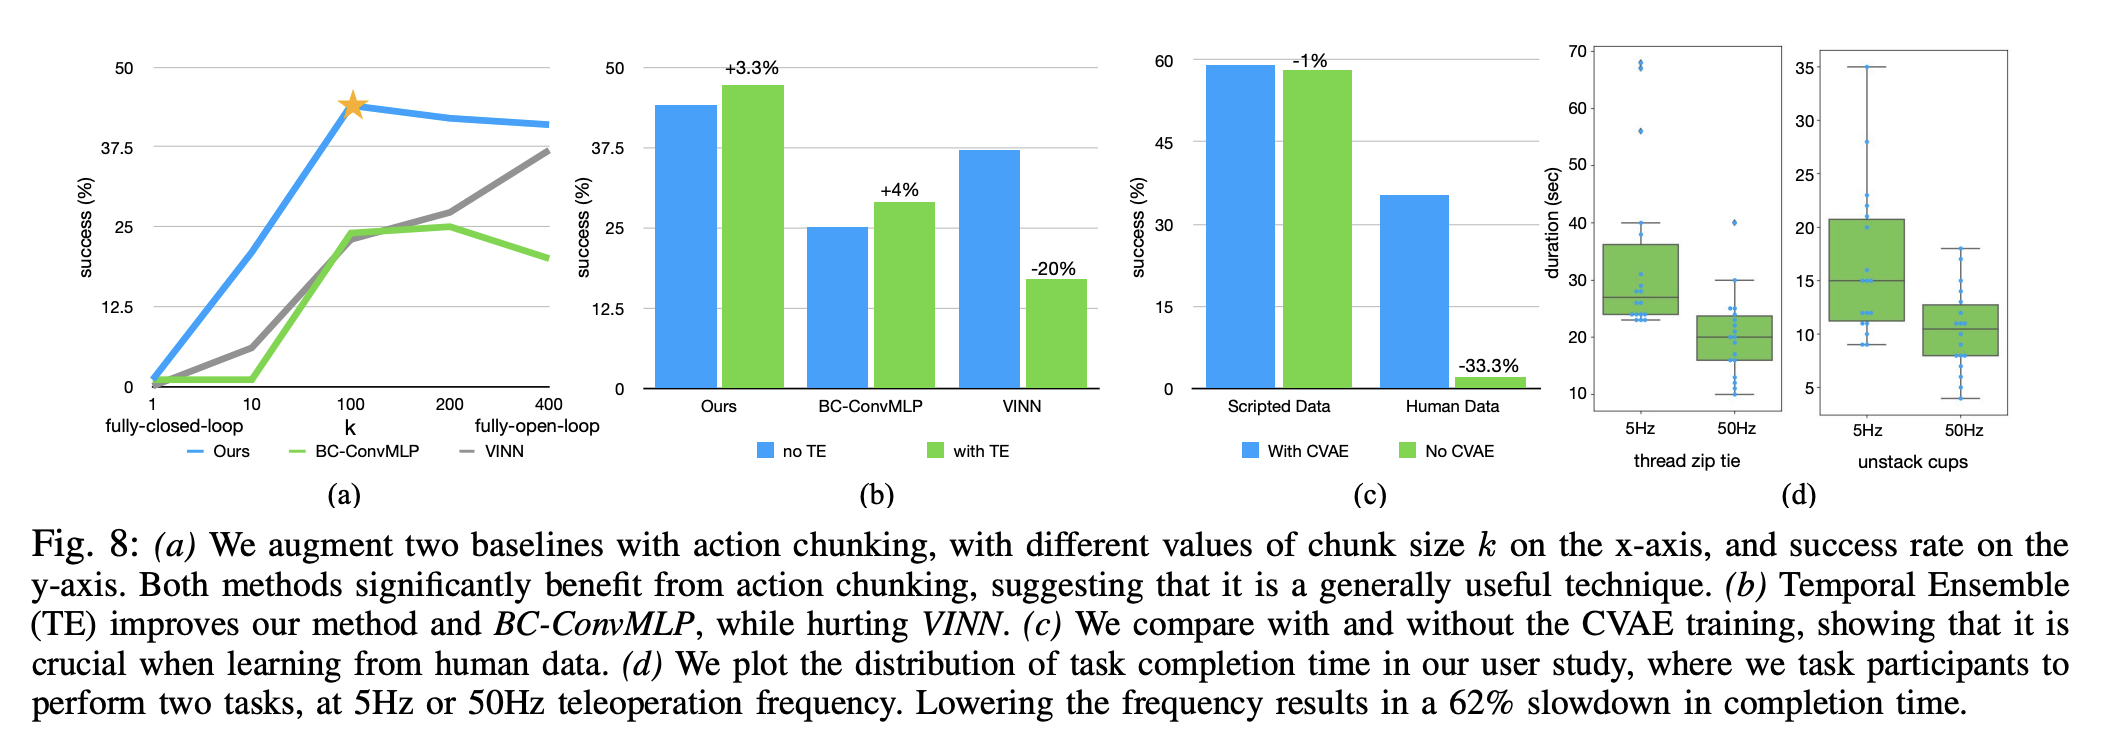 50
37.5
25
12.5
0
success (%)
1 10 100 200 400
fully-closed-loop k fully-open-loop
Ours BC-ConvMLP VINN
(a)
50
37.5
25
12.5
0
success (%)
+3.3%
+4%
-20%
Ours BC-ConvMLP VINN
no TE with TE
(b)
60
45
30
15
0
success (%)
-1%
-33.3%
Scripted Data Human Data
With CVAE No CVAE
(c)
70
60
50
40
30
20
10
duration (sec)
5Hz 50Hz
thread zip tie
35
30
25
20
15
10
5
5Hz 50Hz
unstack cups
(d)
Fig. 8: (a) We augment two baselines with action chunking, with different values of chunk size k on the x-axis, and success rate on the
y-axis. Both methods significantly benefit from action chunking, suggesting that it is a generally useful technique. (b) Temporal Ensemble
(TE) improves our method and BC-ConvMLP, while hurting VINN. (c) We compare with and without the CVAE training, showing that it is
crucial when learning from human data. (d) We plot the distribution of task completion time in our user study, where we task participants to
perform two tasks, at 5Hz or 50Hz teleoperation frequency. Lowering the frequency results in a 62% slowdown in completion time.